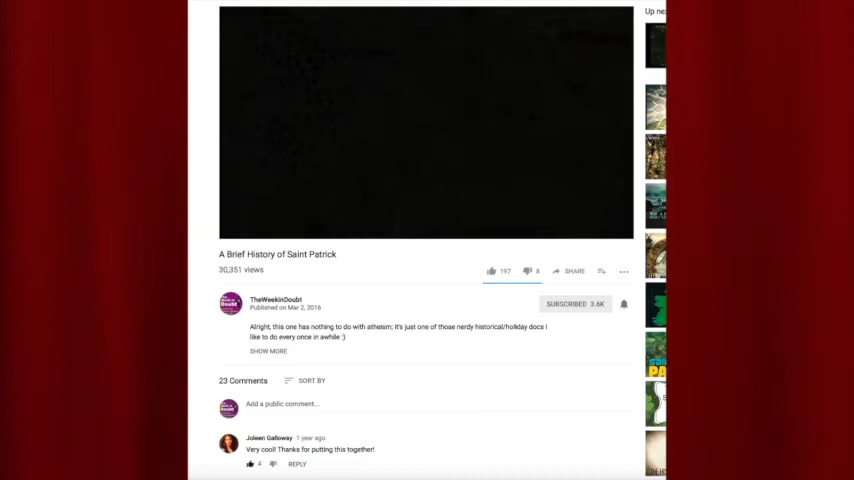 Up
A Brief History of Saint Patrick
30,351 views
197
8
SHARE
TheWeekinDoubt
Published on Mar 2, 2016
SUBSCRIBED 3.6K
Alright, this one has nothing to do with atheism; it's just one of those nerdy historical/holiday docs I
like to do every once in awhile :)
SHOW MORE
23 Comments
SORT BY
Add a public comment...
Joleen Galloway 1 year ago
Very cool! Thanks for putting this together!
4
REPLY